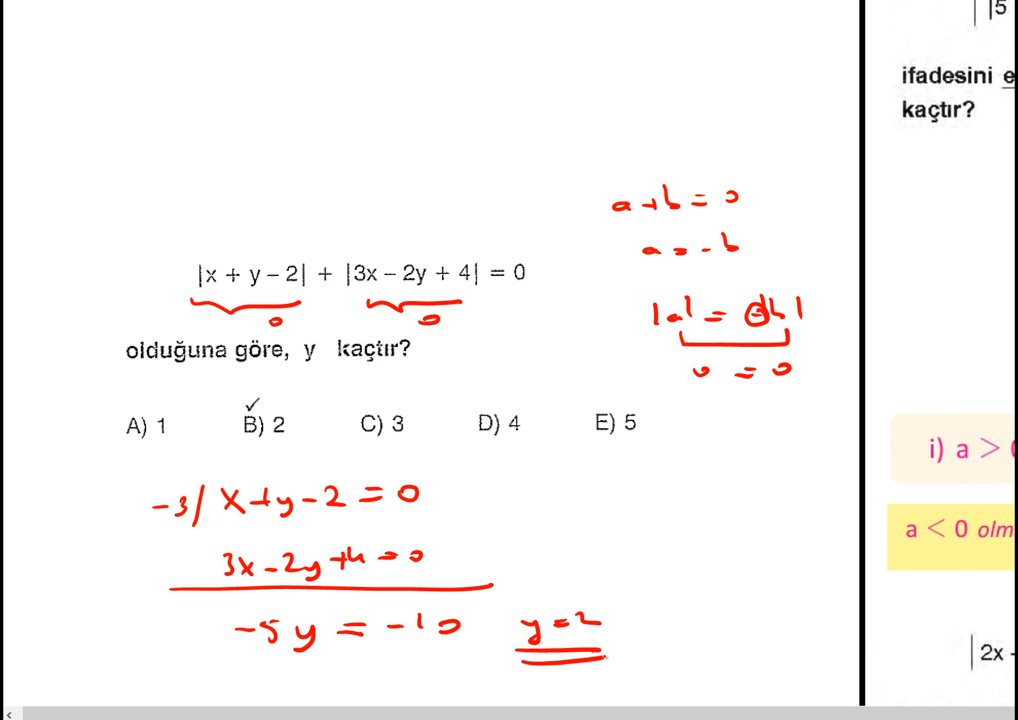 |x + y – 2| + |3x – 2y + 4| = 0
0 0
olduğuna göre, y kaçtır?
A) 1 B) 2 C) 3 D) 4 E) 5
-3/ x+y-2=0
3x-2y+4=0
-5y=-10 y=2
a+b=0
a=-b
|a|=-|b|
0=0
|5
ifadesini e
kaçtır?
i) a >
a < 0 olm
|2x -